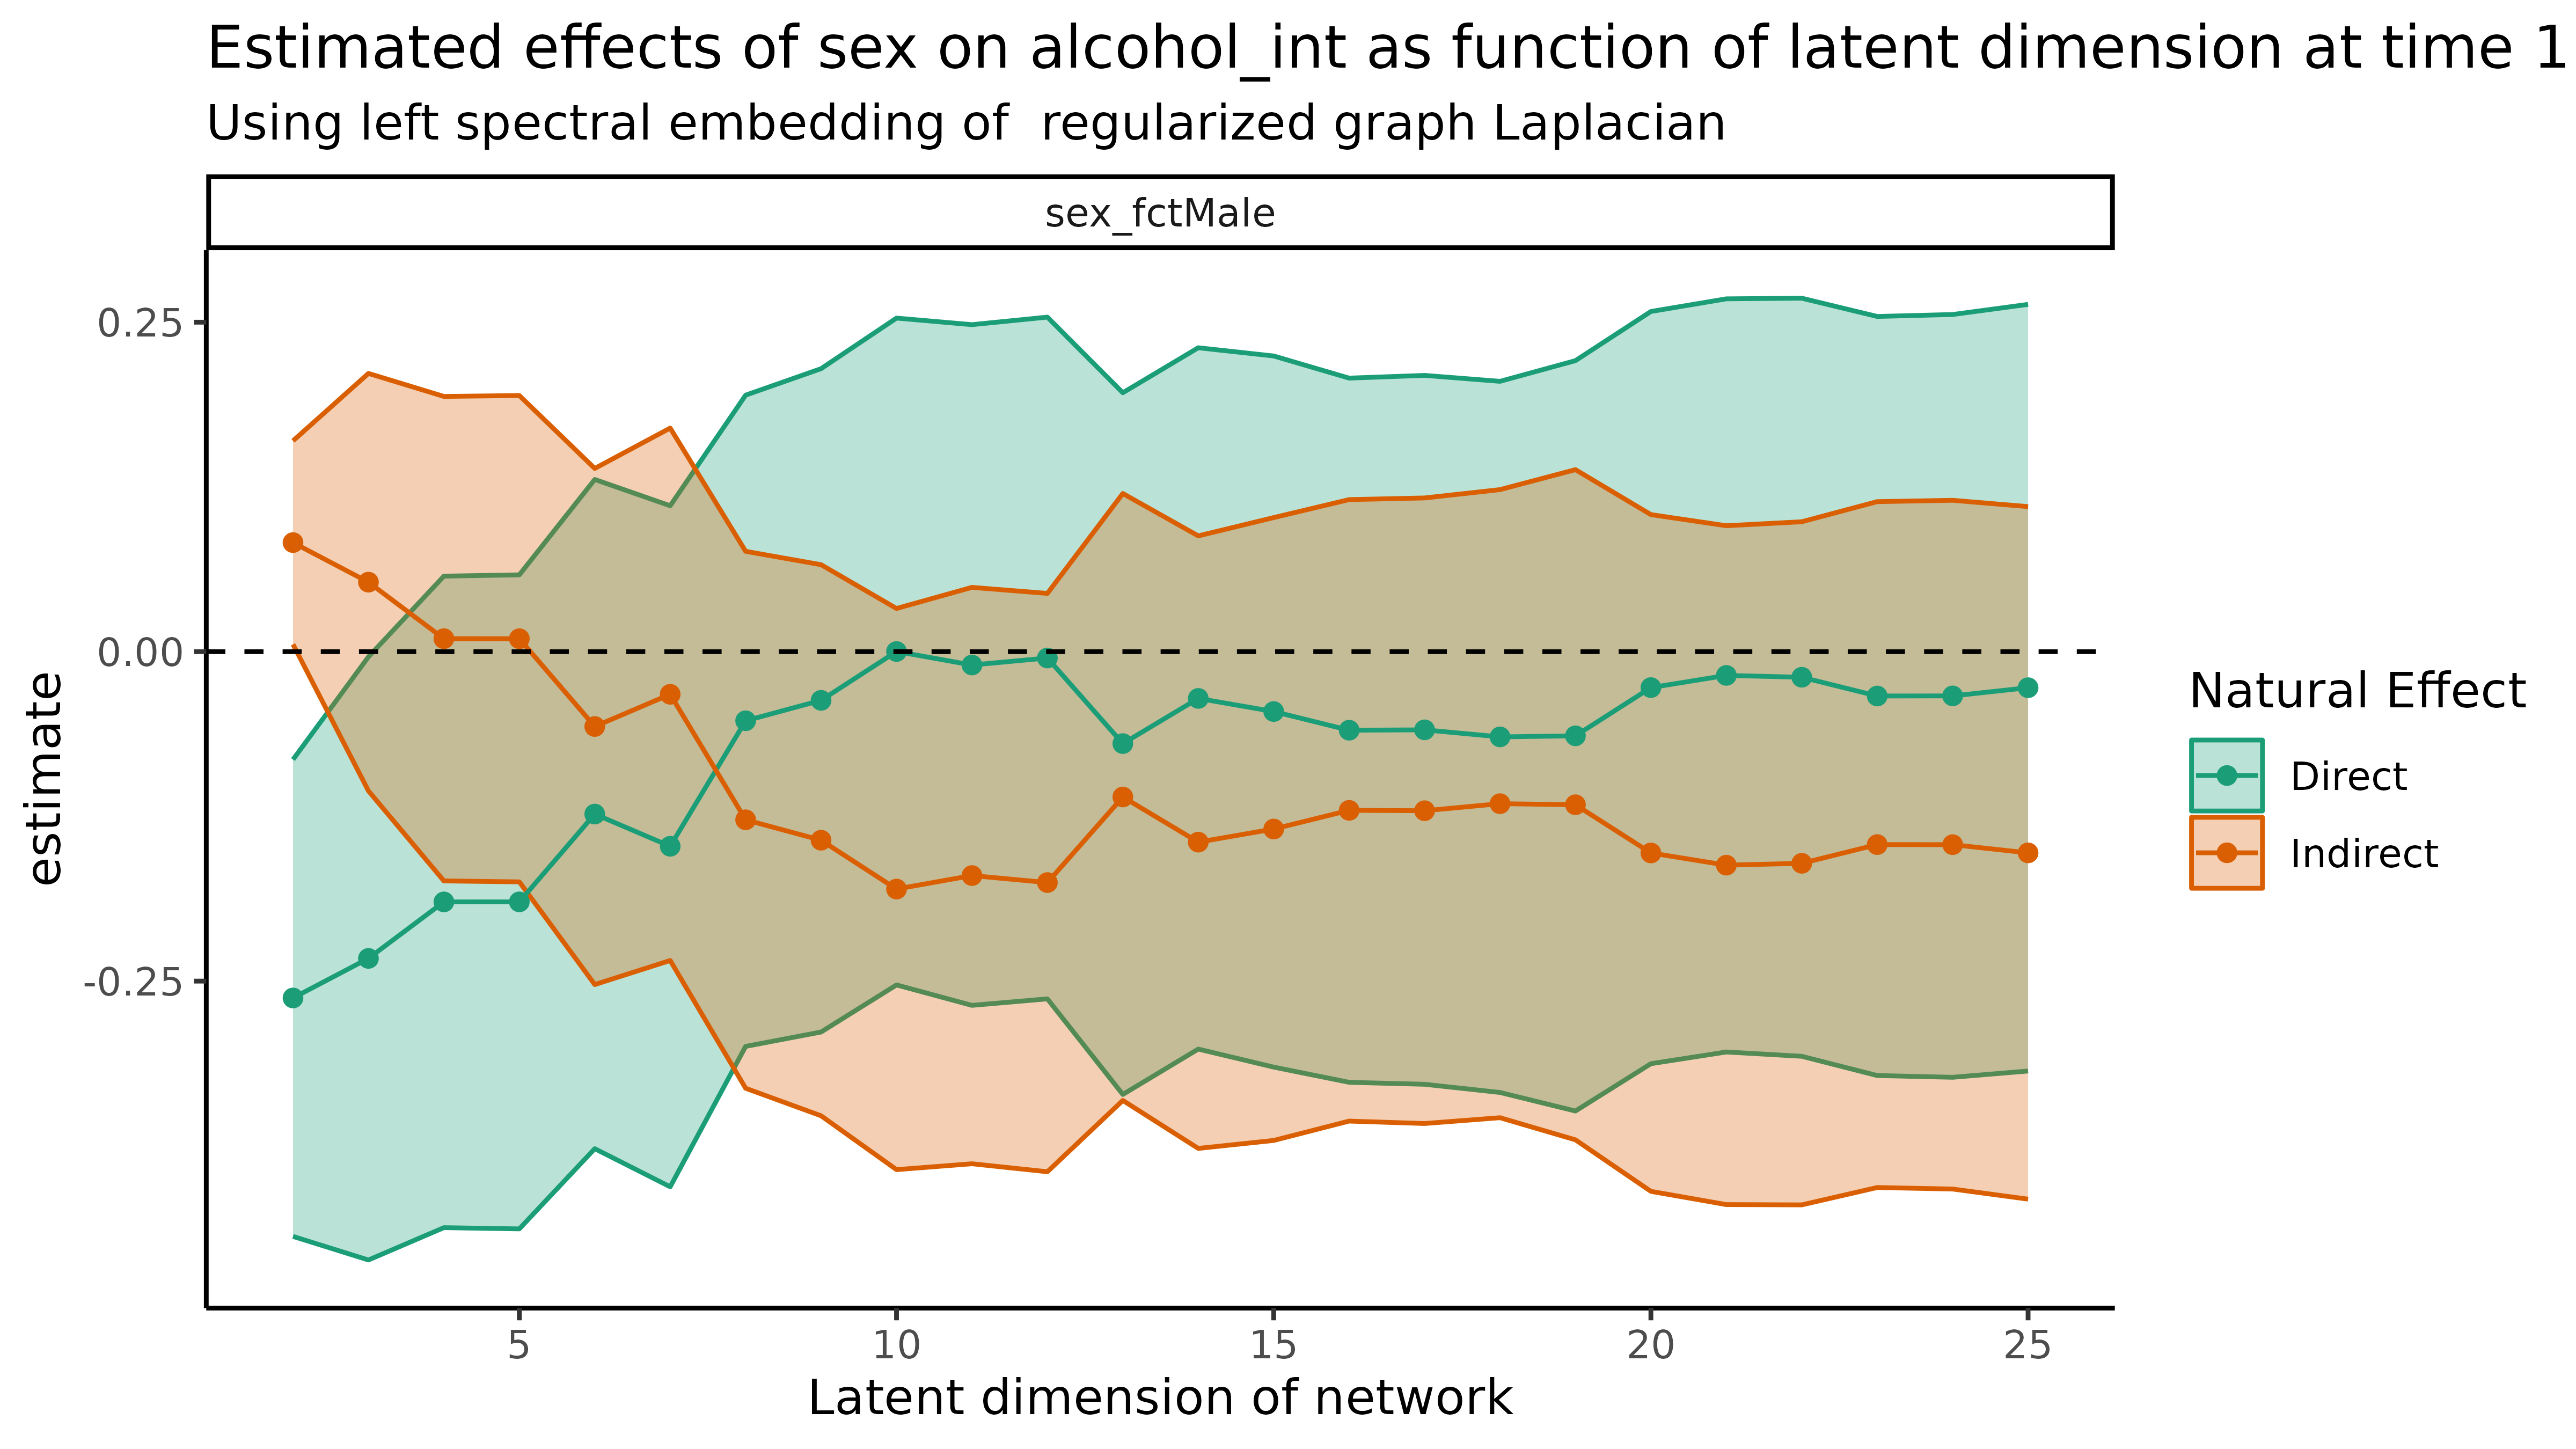 Estimated effects of sex on alcohol_int as function of latent dimension at time 1
Using left spectral embedding of  regularized graph Laplacian
sex_fctMale
0.25
0.00
-0.25
estimate
5
10
15
20
25
Latent dimension of network
Natural Effect
Direct
Indirect